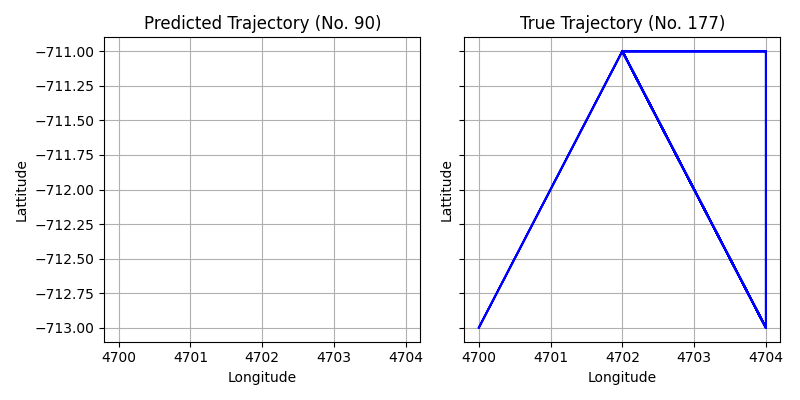 Predicted Trajectory (No. 90)
−711.00
−711.25
−711.50
−711.75
−712.00
−712.25
−712.50
−712.75
−713.00
Lattitude
4700 4701 4702 4703 4704
Longitude
True Trajectory (No. 177)
Lattitude
4700 4701 4702 4703 4704
Longitude